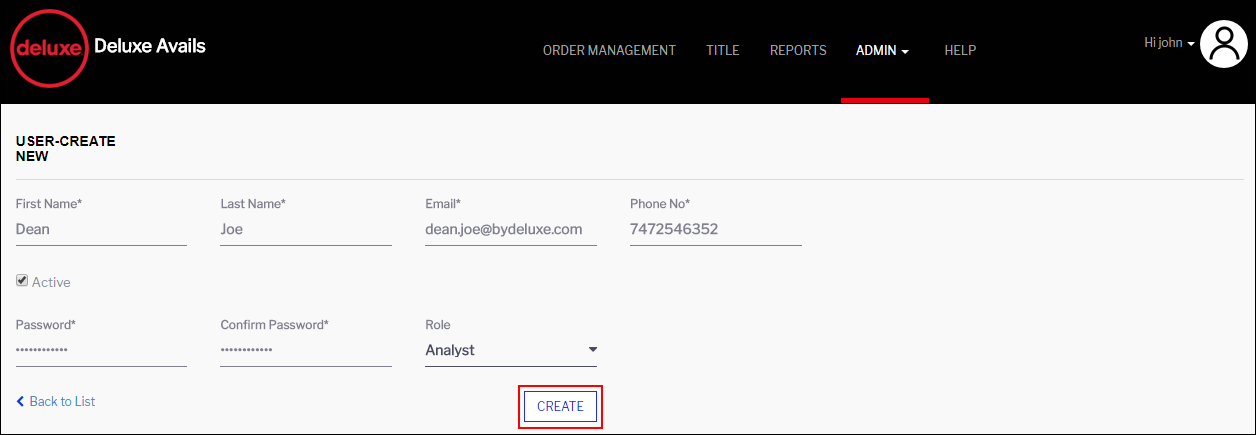 deluxe Deluxe Avails
ORDER MANAGEMENT TITLE REPORTS ADMIN HELP
Hi john
USER-CREATE
NEW
First Name* Last Name* Email* Phone No*
Dean Joe dean.joe@bydeluxe.com 7472546352
Active
Password* Confirm Password* Role
•••••••••••• •••••••••••• Analyst
Back to List CREATE